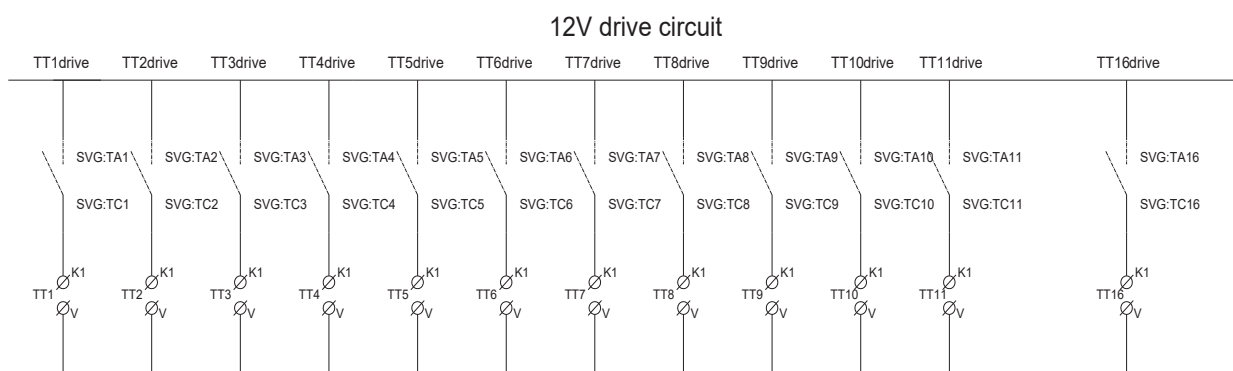 12V drive circuit
TT1drive TT2drive TT3drive TT4drive TT5drive TT6drive TT7drive TT8drive TT9drive TT10drive TT11drive TT16drive
SVG:TA1 SVG:TA2 SVG:TA3 SVG:TA4 SVG:TA5 SVG:TA6 SVG:TA7 SVG:TA8 SVG:TA9 SVG:TA10 SVG:TA11 SVG:TA16
SVG:TC1 SVG:TC2 SVG:TC3 SVG:TC4 SVG:TC5 SVG:TC6 SVG:TC7 SVG:TC8 SVG:TC9 SVG:TC10 SVG:TC11 SVG:TC16
K1 K1 K1 K1 K1 K1 K1 K1 K1 K1 K1 K1
TT1 TT2 TT3 TT4 TT5 TT6 TT7 TT8 TT9 TT10 TT11 TT16
V V V V V V V V V V V V